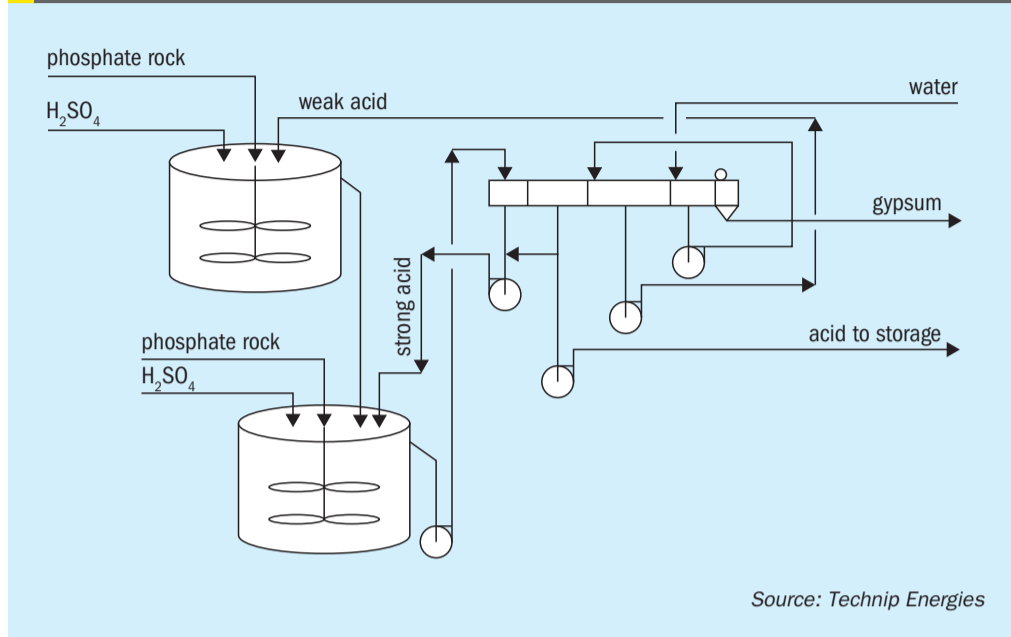 phosphate rock
H₂SO₄
weak acid
water
gypsum
strong acid
acid to storage
phosphate rock
H₂SO₄
Source: Technip Energies